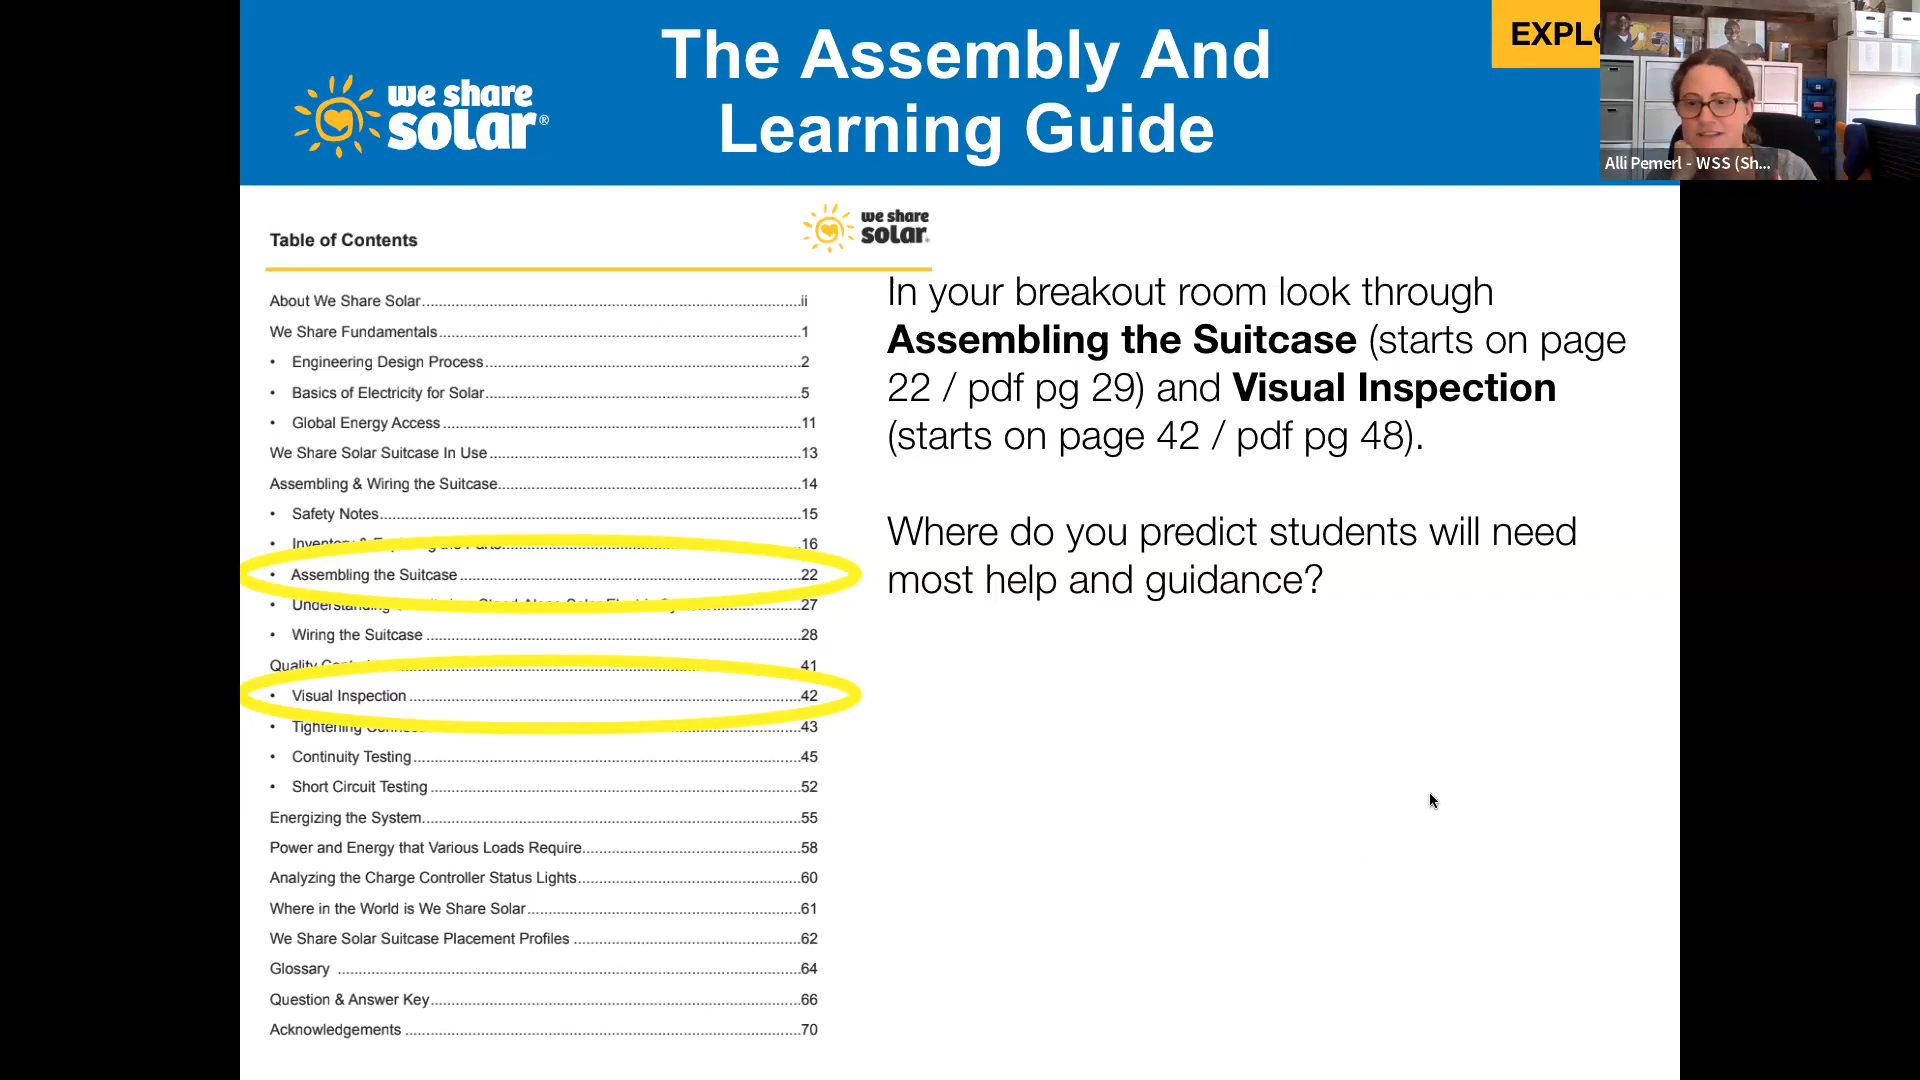 The Assembly And
Learning Guide
we share
solar®
EXPLO
Alli Pemerl - WSS (Sh...
Table of Contents
we share
solar
About We Share Solar ii
We Share Fundamentals 1
• Engineering Design Process 2
• Basics of Electricity for Solar 5
• Global Energy Access 11
We Share Solar Suitcase In Use 13
Assembling & Wiring the Suitcase 14
• Safety Notes 15
• Inventory & Exploring the Parts 16
• Assembling the Suitcase 22
• Understanding 27
• Wiring the Suitcase 28
Quality 41
• Visual Inspection 42
• Tightening 43
• Continuity Testing 45
• Short Circuit Testing 52
Energizing the System 55
Power and Energy that Various Loads Require 58
Analyzing the Charge Controller Status Lights 60
Where in the World is We Share Solar 61
We Share Solar Suitcase Placement Profiles 62
Glossary 64
Question & Answer Key 66
Acknowledgements 70
In your breakout room look through
Assembling the Suitcase (starts on page
22 / pdf pg 29) and Visual Inspection
(starts on page 42 / pdf pg 48).
Where do you predict students will need
most help and guidance?